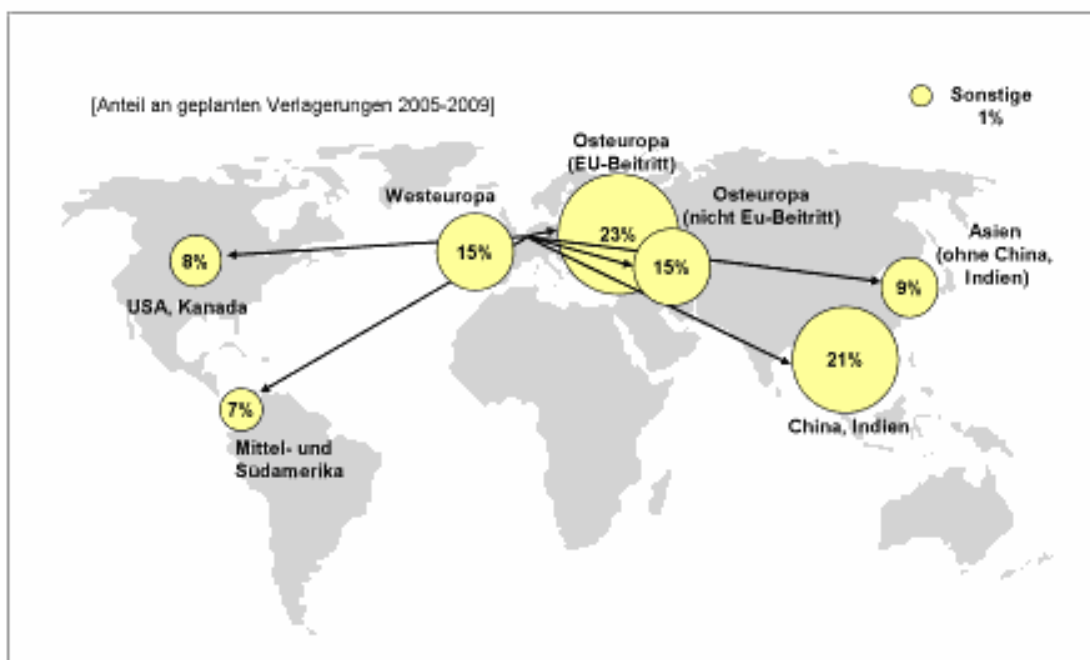 [Anteil an geplanten Verlagerungen 2005-2009]
Sonstige
1%
Osteuropa
(EU-Beitritt)
Westeuropa
Osteuropa
(nicht Eu-Beitritt)
Asien
(ohne China,
Indien)
23%
15%
15%
8%
9%
USA, Kanada
21%
7%
China, Indien
Mittel- und
Südamerika